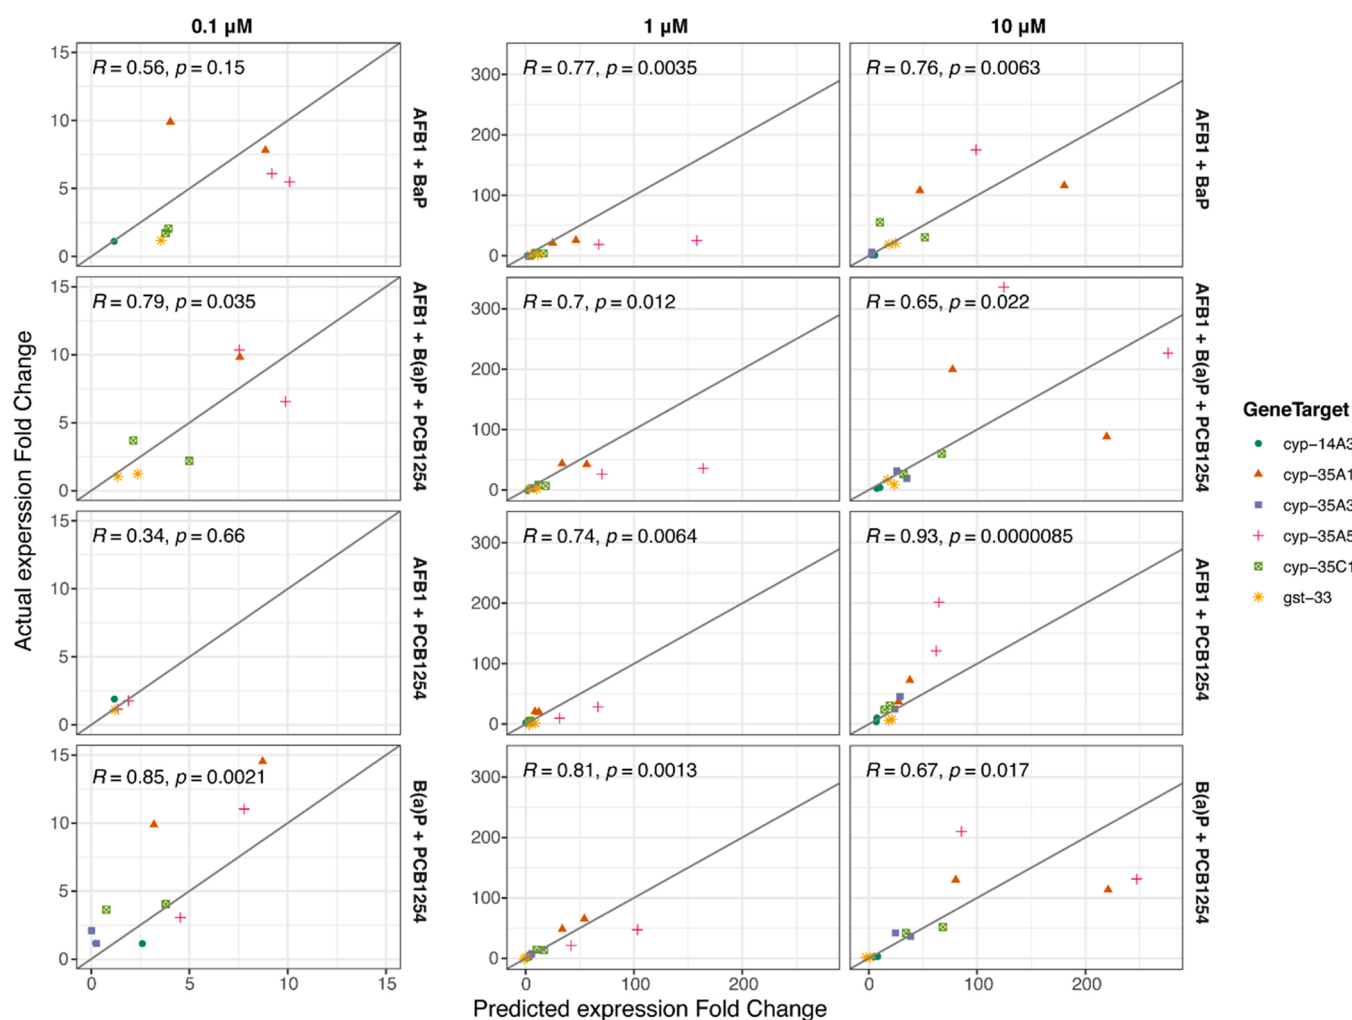 0.1 µM
1 µM
10 µM
15
10
5
0
R = 0.56, p = 0.15
300
200
100
0
R = 0.77, p = 0.0035
R = 0.76, p = 0.0063
AFB1 + BaP
AFB1 + BaP
15
10
5
0
R = 0.79, p = 0.035
300
200
100
0
R = 0.7, p = 0.012
R = 0.65, p = 0.022
AFB1 + B(a)P + PCB1254
AFB1 + B(a)P + PCB1254
15
10
5
0
R = 0.34, p = 0.66
300
200
100
0
R = 0.74, p = 0.0064
R = 0.93, p = 0.0000085
AFB1 + PCB1254
AFB1 + PCB1254
15
10
5
0
R = 0.85, p = 0.0021
300
200
100
0
R = 0.81, p = 0.0013
R = 0.67, p = 0.017
B(a)P + PCB1254
B(a)P + PCB1254
0 5 10 15
0 100 200
0 100 200
Actual experssion Fold Change
Predicted expression Fold Change
GeneTarget
cyp-14A3
cyp-35A1
cyp-35A3
cyp-35A5
cyp-35C1
gst-33